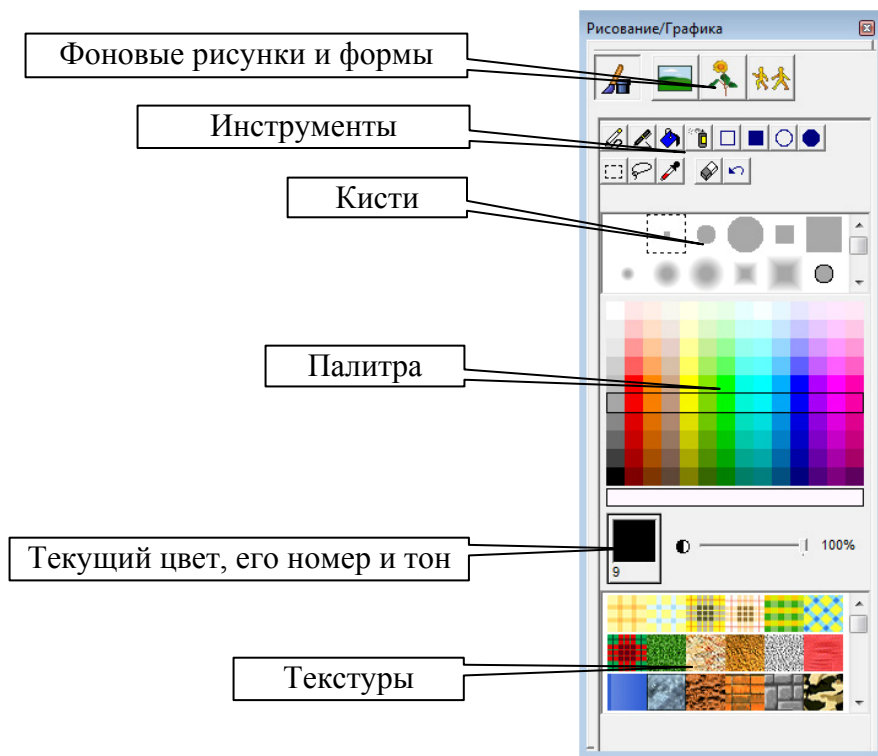 Рисование/Графика
Фоновые рисунки и формы
Инструменты
Кисти
Палитра
Текущий цвет, его номер и тон
100%
9
Текстуры